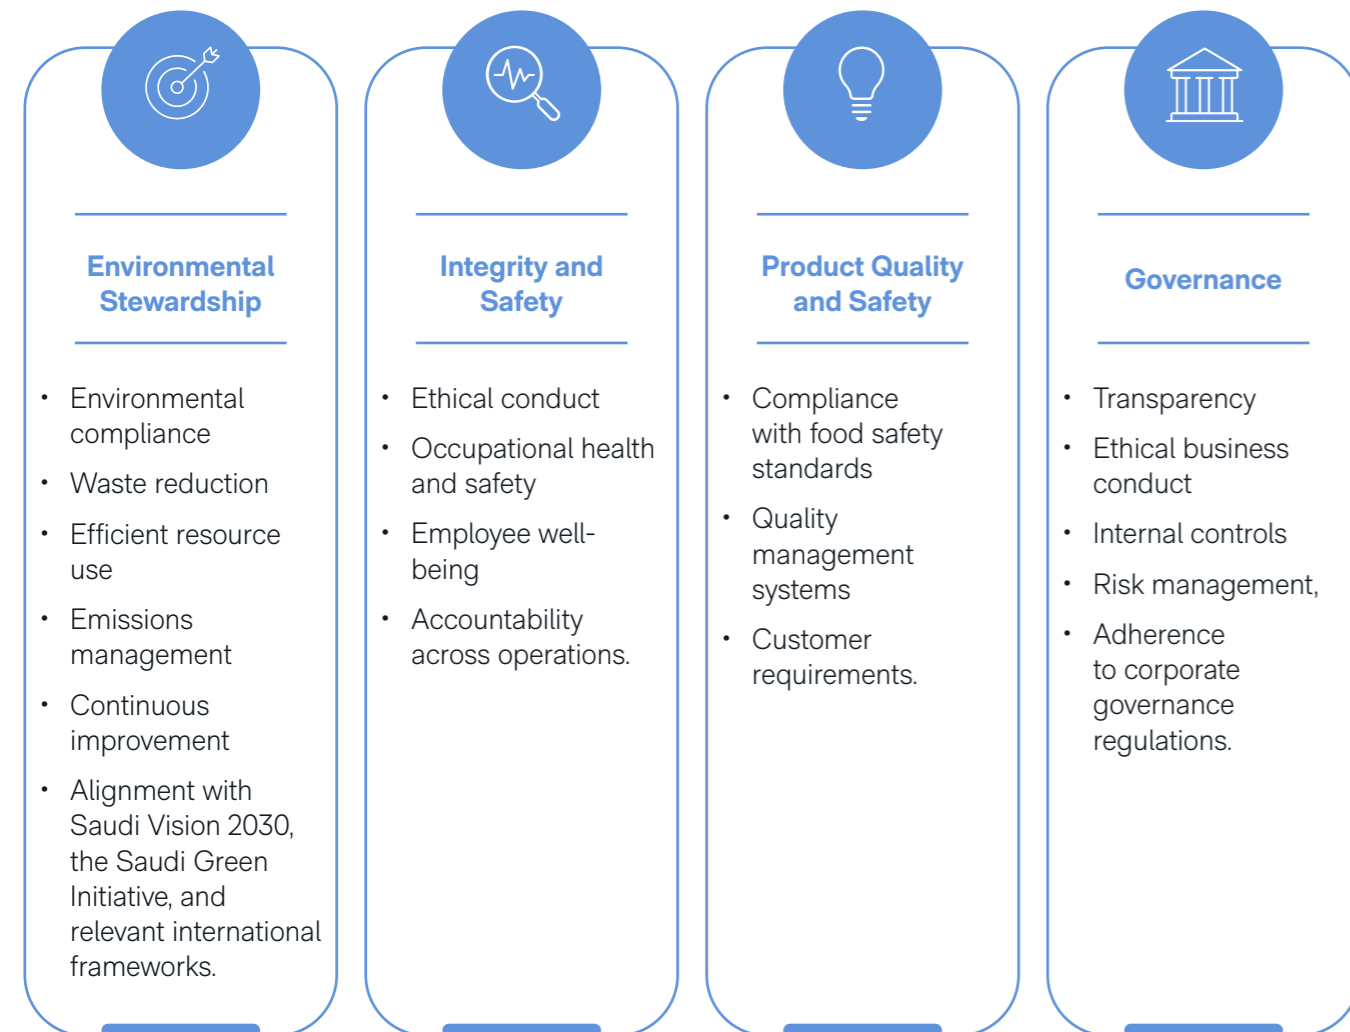 Environmental
Stewardship
• Environmental
compliance
• Waste reduction
• Efficient resource
use
• Emissions
management
• Continuous
improvement
• Alignment with
Saudi Vision 2030,
the Saudi Green
Initiative, and
relevant international
frameworks.
Integrity and
Safety
• Ethical conduct
• Occupational health
and safety
• Employee well-
being
• Accountability
across operations.
Product Quality
and Safety
• Compliance
with food safety
standards
• Quality
management
systems
• Customer
requirements.
Governance
• Transparency
• Ethical business
conduct
• Internal controls
• Risk management,
• Adherence
to corporate
governance
regulations.